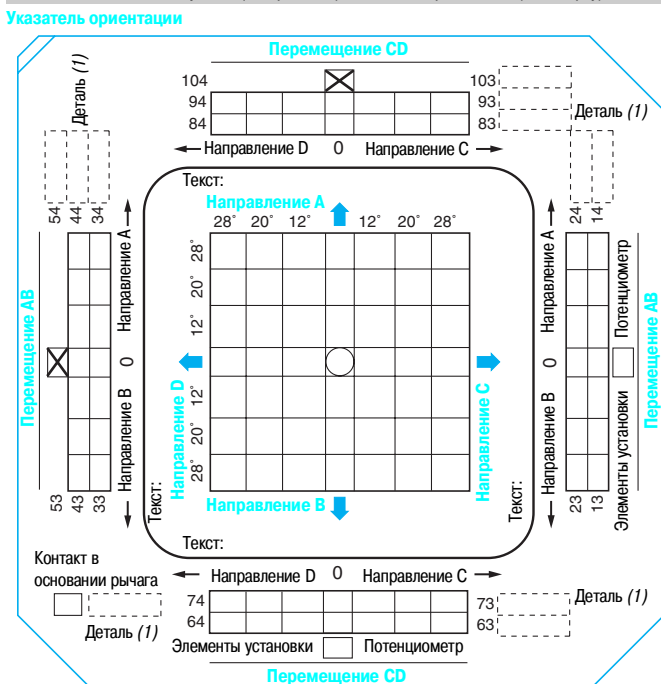 Указатель ориентации
Перемещение CD
104 103
94 93
84 83
Деталь (1)
Деталь (1)
Направление D 0 Направление C
54 44 34
24 14
Текст:
Направление A
28° 20° 12° 12° 20° 28°
28°
20°
12°
12°
20°
28°
Перемещение AB
Направление A
0
Направление B
Направление D
Направление C
Направление A
0
Направление B
Потенциометр
Элементы установки
Перемещение AB
53 43 33
23 13
Текст:
Текст:
Направление B
Текст:
Контакт в
основании рычага
Деталь (1)
Направление D 0 Направление C
74 73
64 63
Деталь (1)
Элементы установки Потенциометр
Перемещение CD